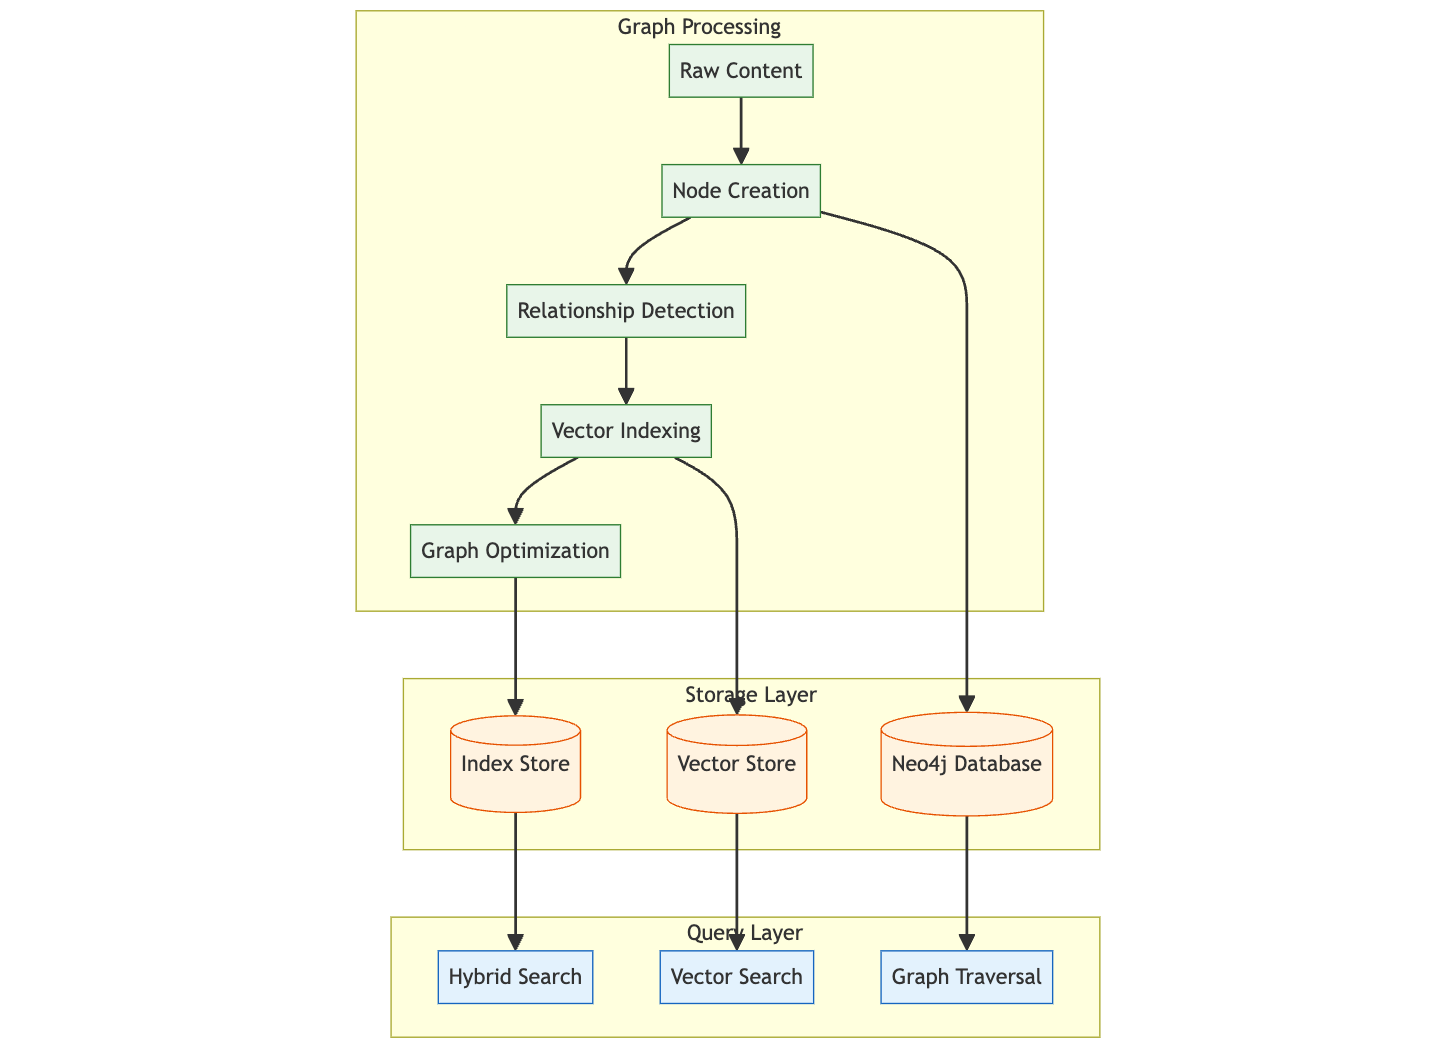 Graph Processing
Raw Content
Node Creation
Relationship Detection
Vector Indexing
Graph Optimization
Storage Layer
Index Store
Vector Store
Neo4j Database
Query Layer
Hybrid Search
Vector Search
Graph Traversal